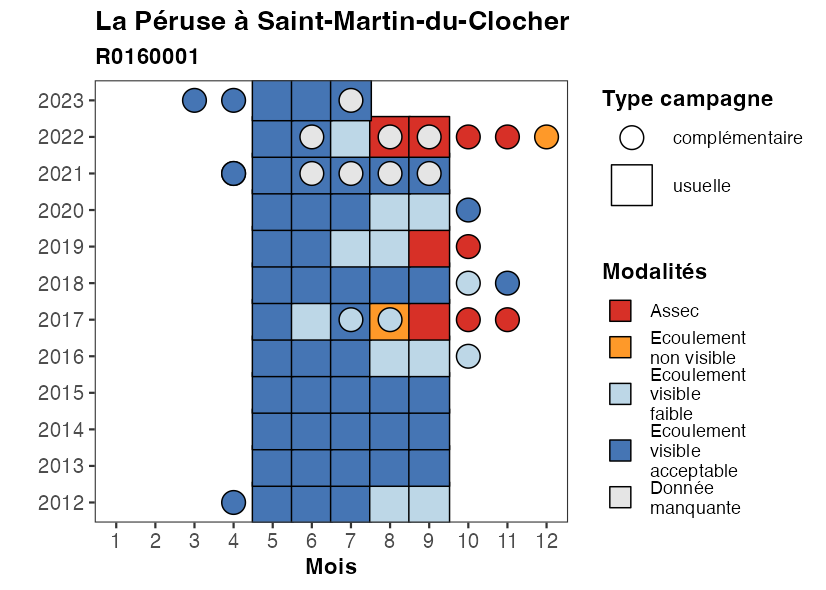 La Péruse à Saint-Martin-du-Clocher
R0160001
2023
2022
2021
2020
2019
2018
2017
2016
2015
2014
2013
2012
1 2 3 4 5 6 7 8 9 10 11 12
Mois
Type campagne
complémentaire
usuelle
Modalités
Assec
Ecoulement
non visible
Ecoulement
visible
faible
Ecoulement
visible
acceptable
Donnée
manquante